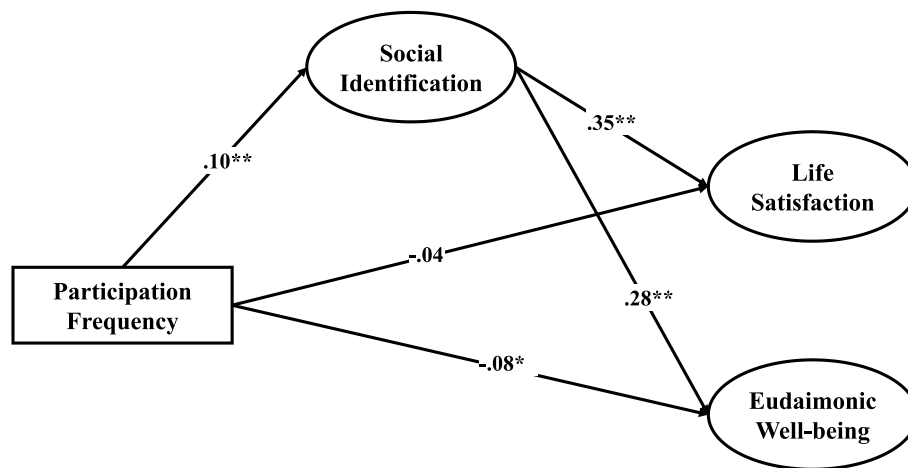 Social
Identification
.10**
.35**
Life
Satisfaction
-.04
Participation
Frequency
.28**
-.08*
Eudaimonic
Well-being